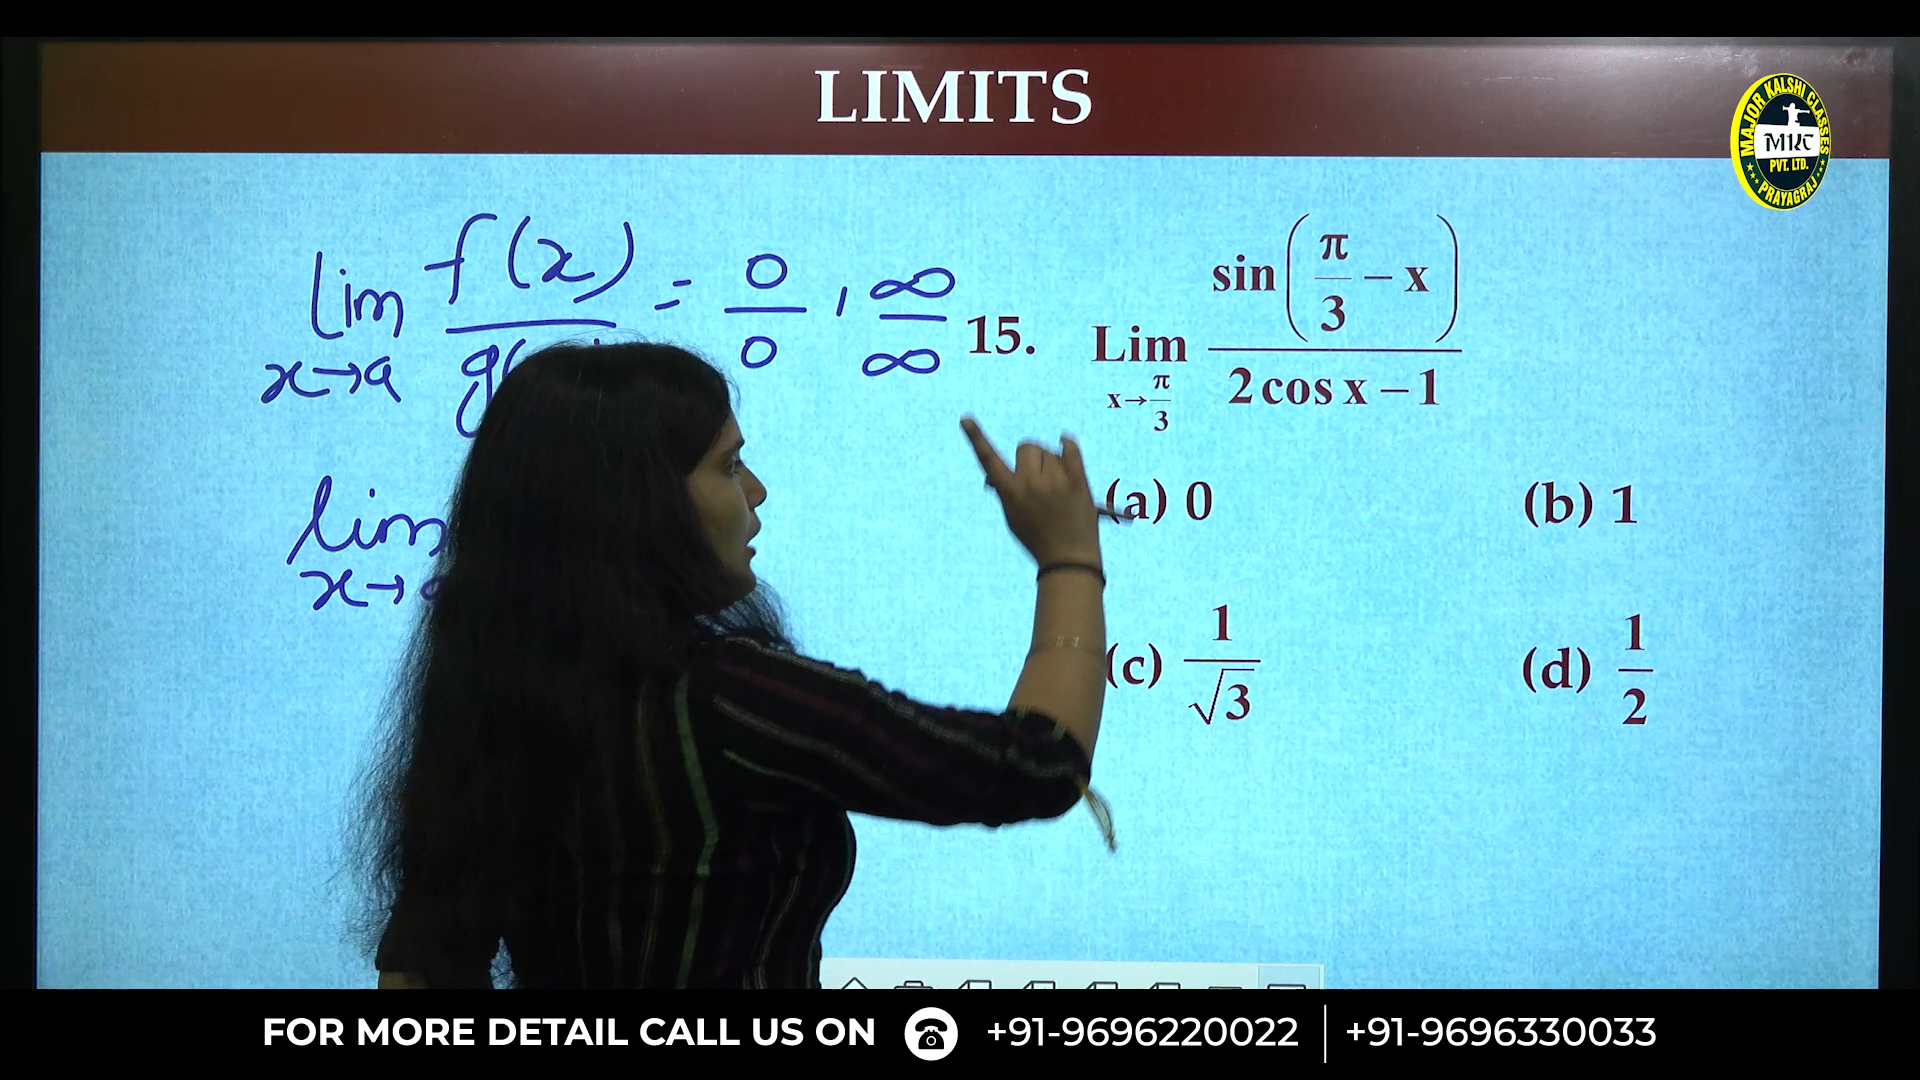 LIMITS
MAJOR KALSHI CLASSES
MKC
PVT. LTD.
PRAYAGRAJ
lim x→a f(x)/g( = 0/0 , ∞/∞
lim x→
15. Lim x→π/3 sin(π/3 − x)/(2 cos x − 1)
(a) 0 (b) 1
(c) 1/√3 (d) 1/2
FOR MORE DETAIL CALL US ON +91-9696220022 | +91-9696330033